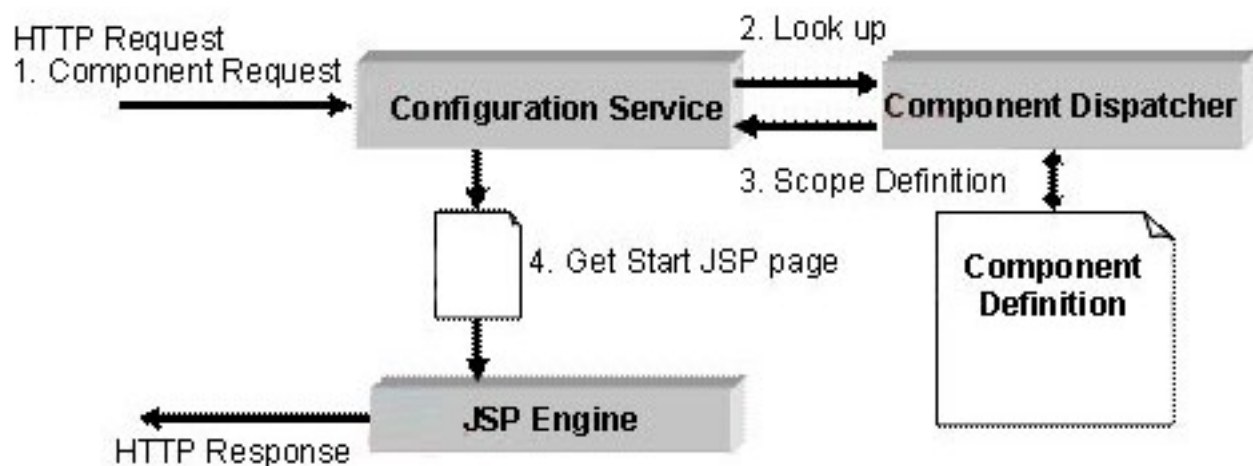 HTTP Request
1. Component Request
2. Look up
Configuration Service
Component Dispatcher
3. Scope Definition
4. Get Start JSP page
Component
Definition
JSP Engine
HTTP Response